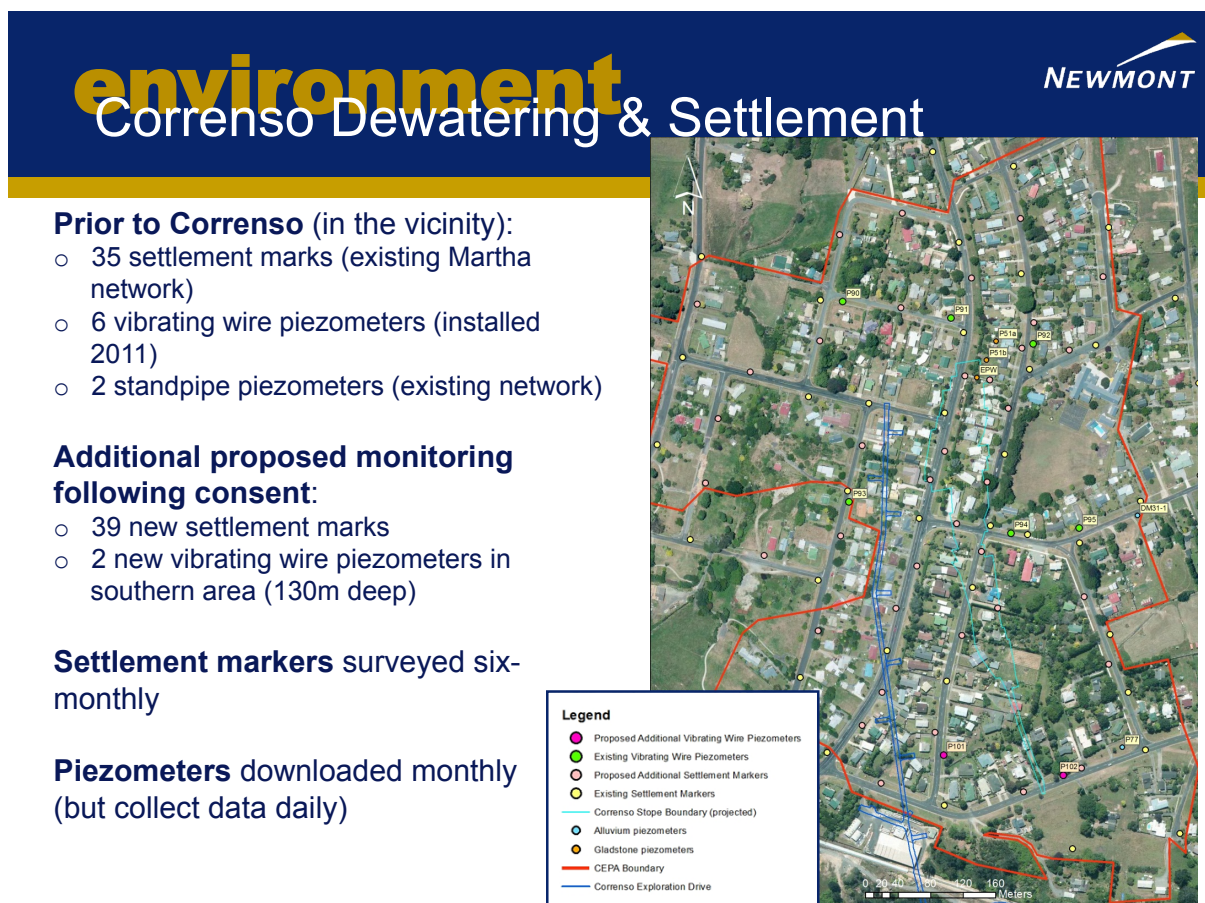 environment
Correnso Dewatering & Settlement
NEWMONT
Prior to Correnso (in the vicinity):
o 35 settlement marks (existing Martha
network)
o 6 vibrating wire piezometers (installed
2011)
o 2 standpipe piezometers (existing network)
Additional proposed monitoring
following consent:
o 39 new settlement marks
o 2 new vibrating wire piezometers in
southern area (130m deep)
Settlement markers surveyed six-
monthly
Piezometers downloaded monthly
(but collect data daily)
N
P90
P91
P51a
P92
P51b
EPW
P93
DM31-1
P94
P95
P77
P101
P102
Legend
Proposed Additional Vibrating Wire Piezometers
Existing Vibrating Wire Piezometers
Proposed Additional Settlement Markers
Existing Settlement Markers
Correnso Stope Boundary (projected)
Alluvium piezometers
Gladstone piezometers
CEPA Boundary
Correnso Exploration Drive
0 20 40 80 120 160
Meters